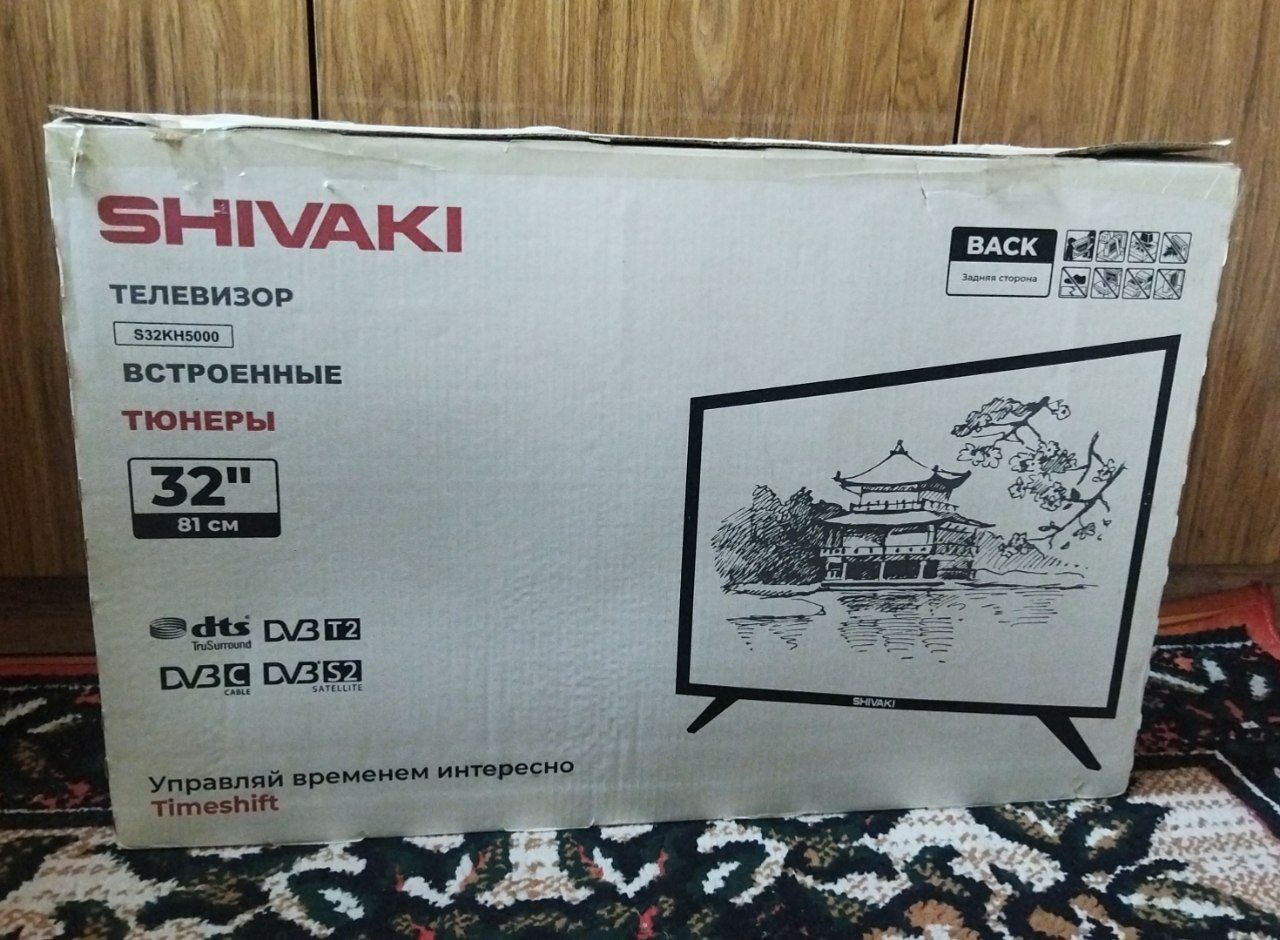 SHIVAKI
ТЕЛЕВИЗОР
S32KH5000
ВСТРОЕННЫЕ
ТЮНЕРЫ
32"
81 см
dts
TruSurround
DVB T2
DVB C
CABLE
DVB S2
SATELLITE
Управляй временем интересно
Timeshift
BACK
Задняя сторона
SHIVAKI